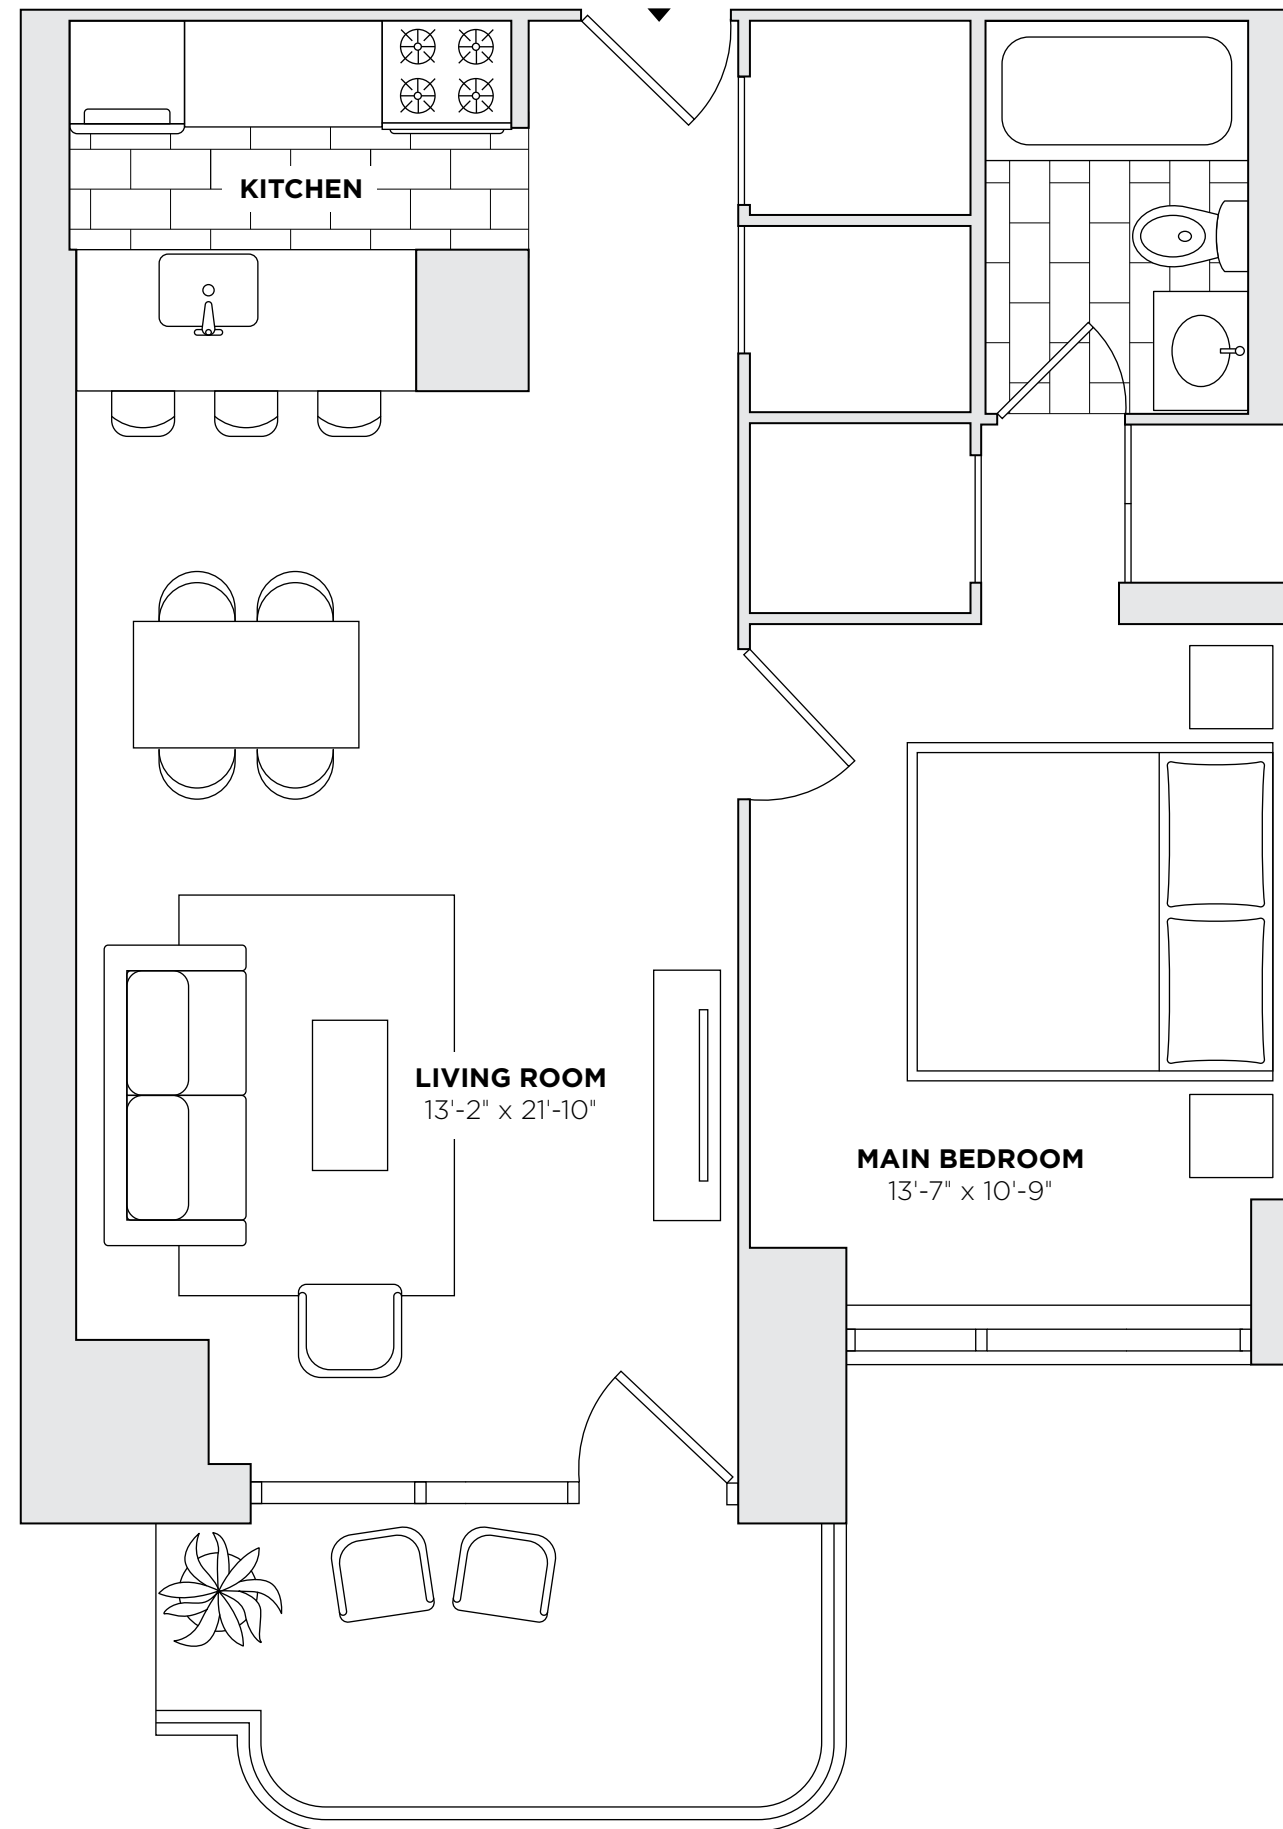 KITCHEN
LIVING ROOM
13'-2" x 21'-10"
MAIN BEDROOM
13'-7" x 10'-9"